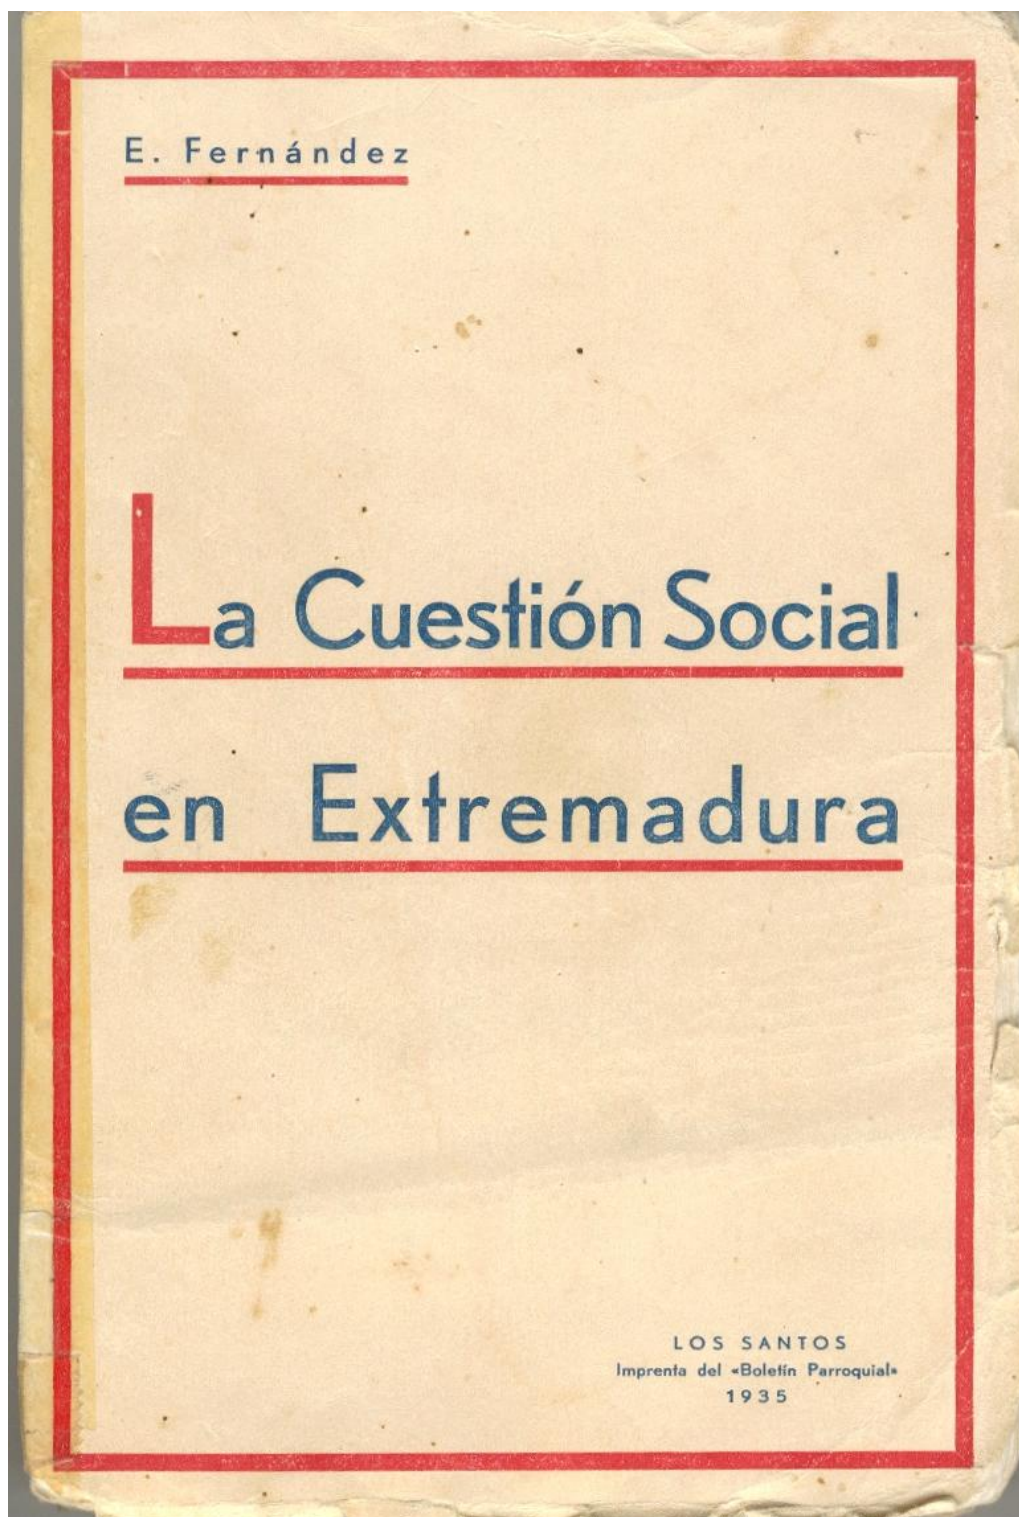 E. Fernández
La Cuestión Social
en Extremadura
LOS SANTOS
Imprenta del «Boletín Parroquial»
1935